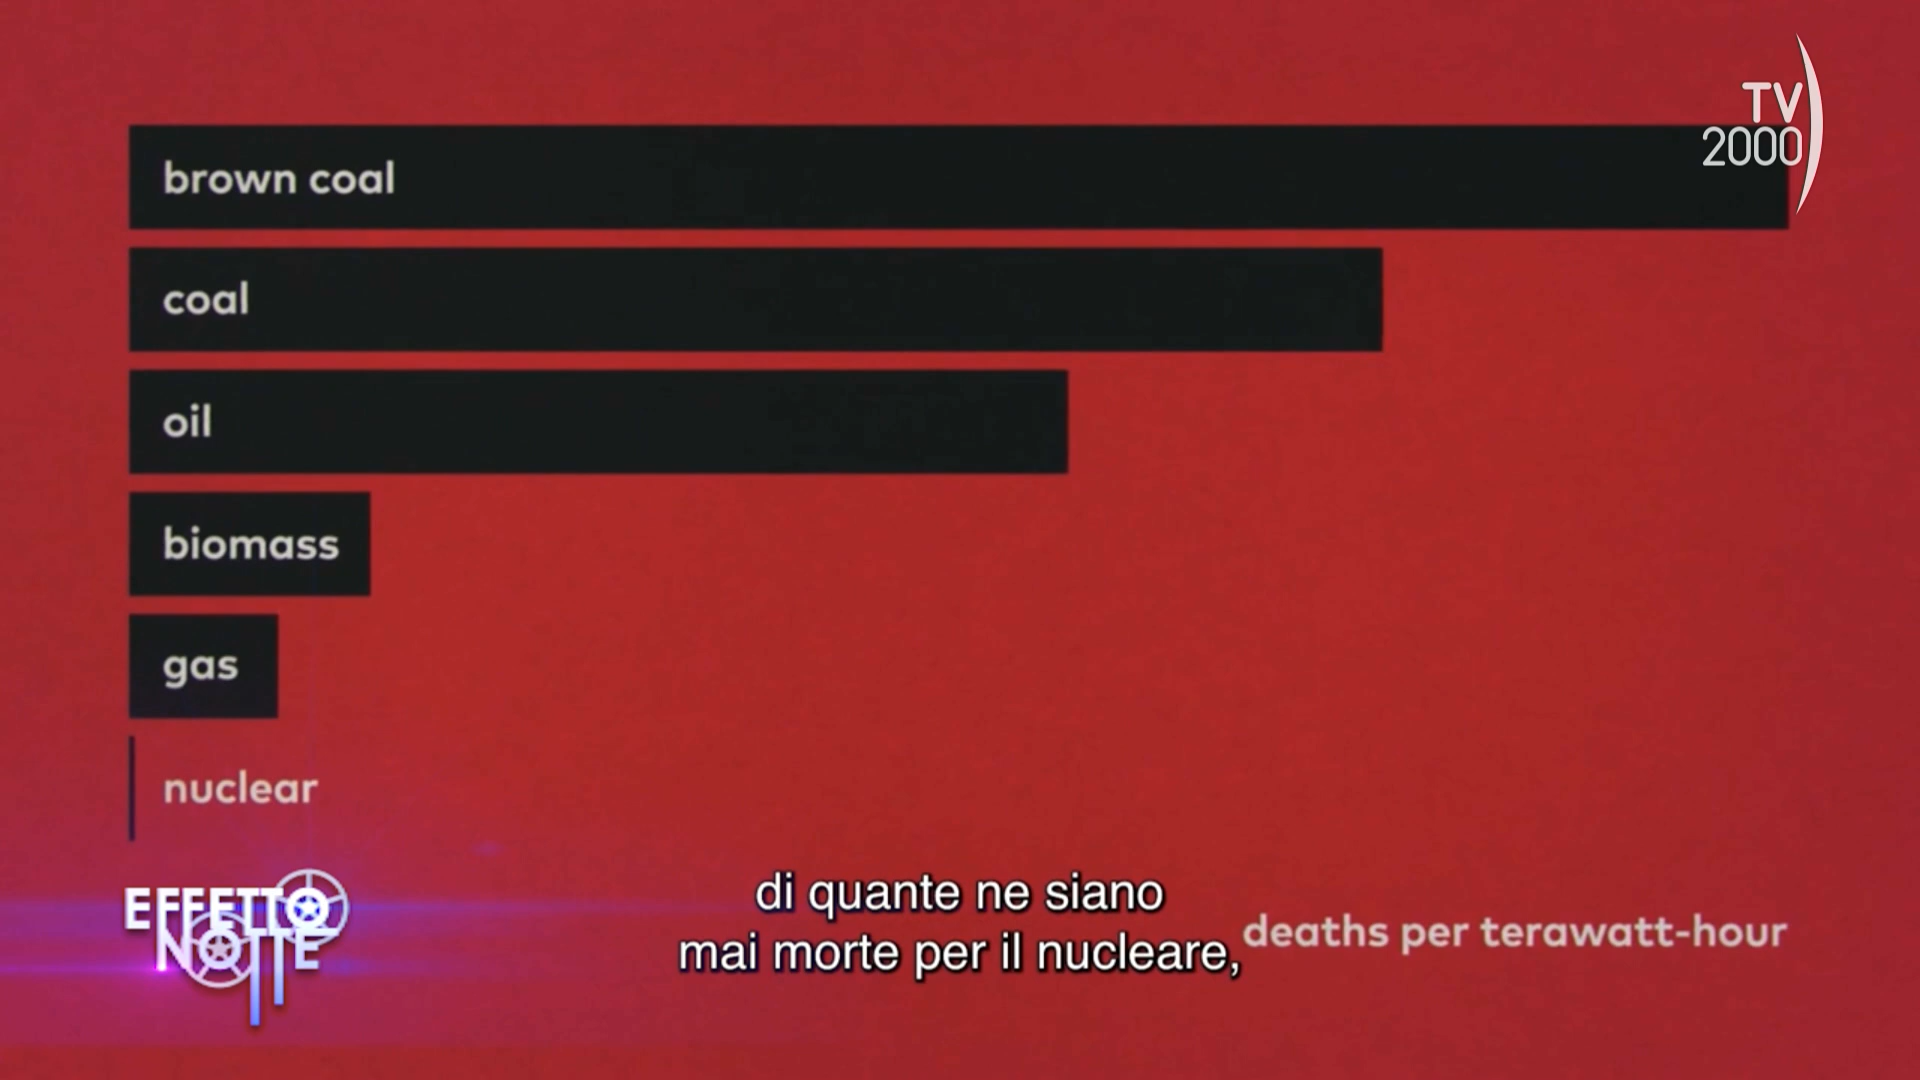 TV
2000
brown coal
coal
oil
biomass
gas
nuclear
EFFETTO
NOTTE
di quante ne siano
mai morte per il nucleare,
deaths per terawatt-hour